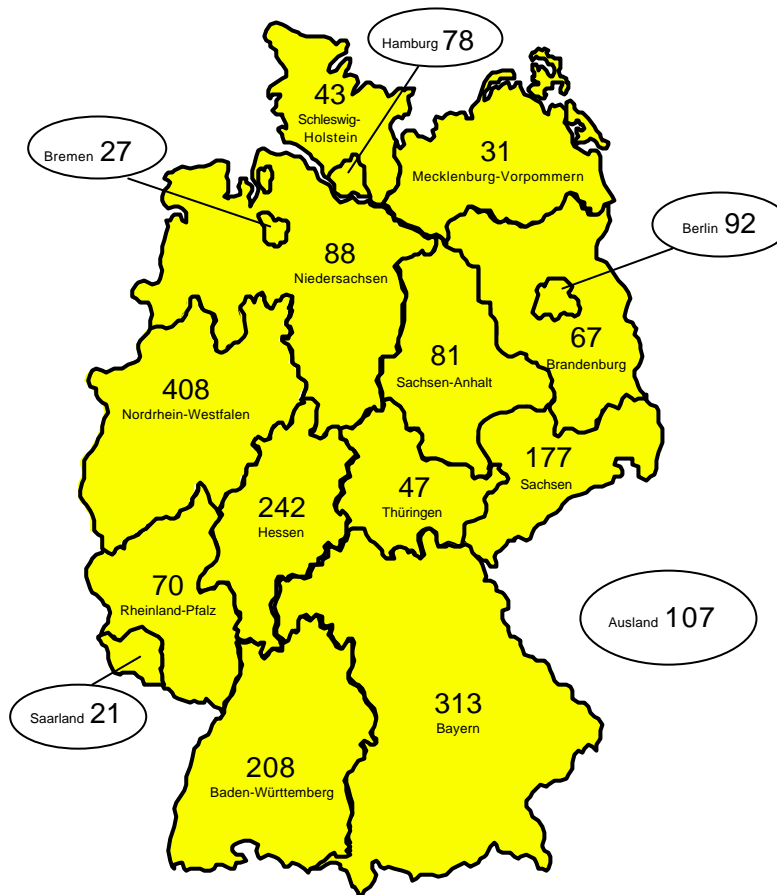 Hamburg 78
43
Schleswig-
Holstein
31
Mecklenburg-Vorpommern
Bremen 27
Berlin 92
88
Niedersachsen
67
Brandenburg
81
Sachsen-Anhalt
408
Nordrhein-Westfalen
177
Sachsen
47
Thüringen
242
Hessen
70
Rheinland-Pfalz
Ausland 107
Saarland 21
313
Bayern
208
Baden-Württemberg